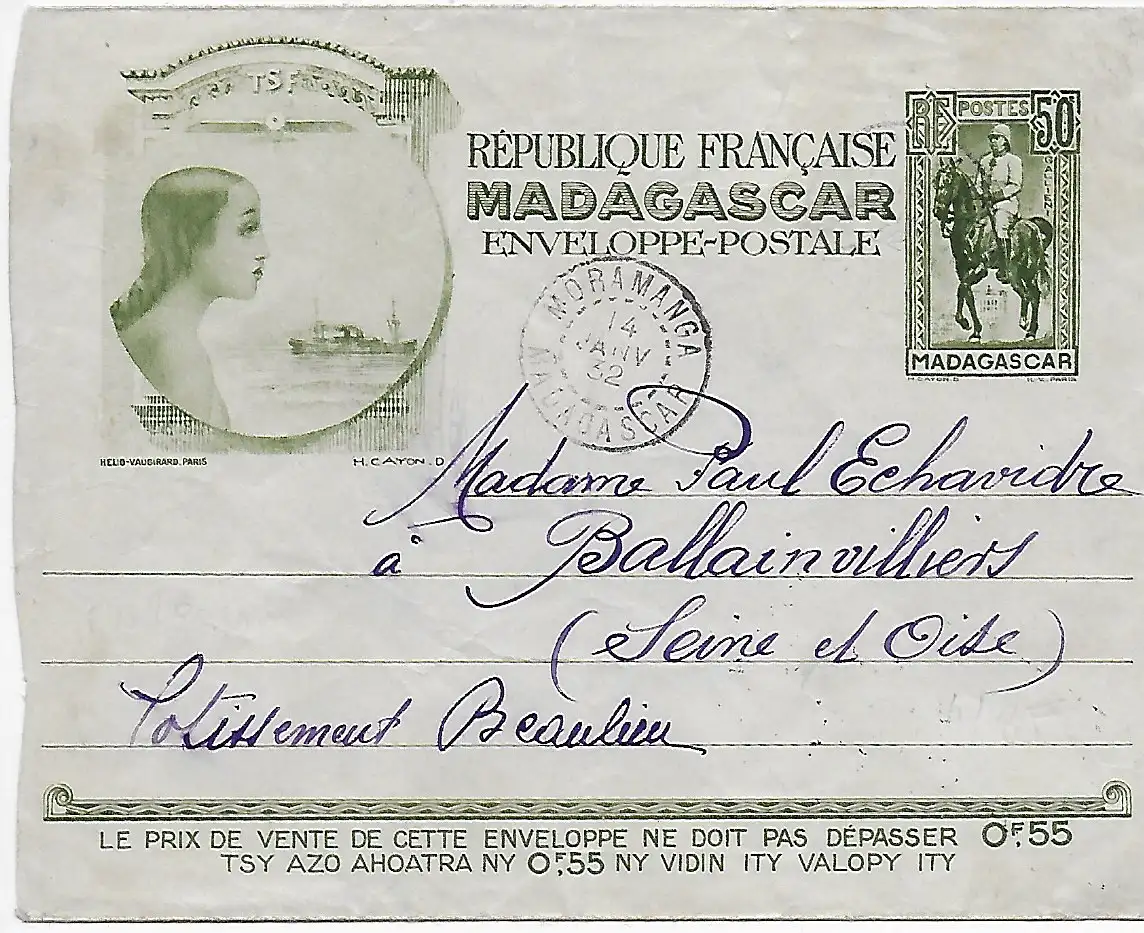 TSF
RÉPUBLIQUE FRANÇAISE
MADAGASCAR
ENVELOPPE-POSTALE
RF POSTES 50
GALLIENI
MADAGASCAR
H. CAYON. D
MORAMANGA
14
JANV
32
MADAGASCAR
HELIO-VAUGIRARD. PARIS
H. CAYON. D
Madame Paul Echavidre
à Ballainvilliers
(Seine et Oise)
Lotissement Beaulieu
LE PRIX DE VENTE DE CETTE ENVELOPPE NE DOIT PAS DÉPASSER 0F,55
TSY AZO AHOATRA NY 0F,55 NY VIDIN ITY VALOPY ITY